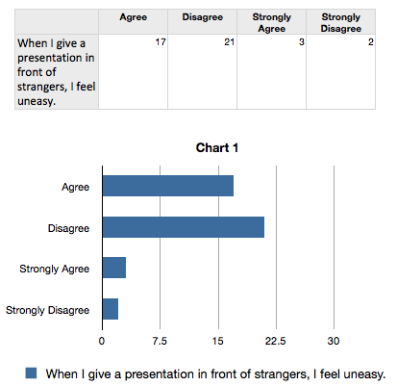 Agree Disagree Strongly Agree Strongly Disagree
When I give a 17 21 3 2
presentation in
front of
strangers, I feel
uneasy.
Chart 1
Agree
Disagree
Strongly Agree
Strongly Disagree
0 7.5 15 22.5 30
When I give a presentation in front of strangers, I feel uneasy.